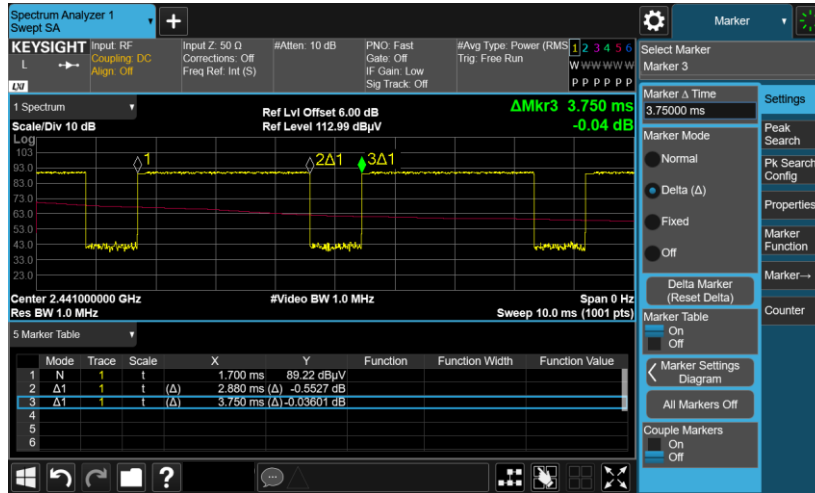 Spectrum Analyzer 1
Swept SA
Marker
KEYSIGHT
L
LXI
Input: RF
Coupling: DC
Align: Off
Input Z: 50 Ω
Corrections: Off
Freq Ref: Int (S)
#Atten: 10 dB
PNO: Fast
Gate: Off
IF Gain: Low
Sig Track: Off
#Avg Type: Power (RMS
Trig: Free Run
1 2 3 4 5 6
W W W W W W
P P P P P P
Select Marker
Marker 3
1 Spectrum
Scale/Div 10 dB
Ref Lvl Offset 6.00 dB
Ref Level 112.99 dBµV
ΔMkr3 3.750 ms
-0.04 dB
Log
103
93.0
83.0
73.0
63.0
53.0
43.0
33.0
23.0
1
2Δ1
3Δ1
Center 2.441000000 GHz
Res BW 1.0 MHz
#Video BW 1.0 MHz
Span 0 Hz
Sweep 10.0 ms (1001 pts)
5 Marker Table
Mode Trace Scale X Y Function Function Width Function Value
1 N 1 t 1.700 ms 89.22 dBµV
2 Δ1 1 t (Δ) 2.880 ms (Δ) -0.5527 dB
3 Δ1 1 t (Δ) 3.750 ms (Δ) -0.03601 dB
4
5
6
Marker Δ Time
3.75000 ms
Marker Mode
Normal
Delta (Δ)
Fixed
Off
Delta Marker
(Reset Delta)
Marker Table
On
Off
Marker Settings
Diagram
All Markers Off
Couple Markers
On
Off
Settings
Peak
Search
Pk Search
Config
Properties
Marker
Function
Marker→
Counter